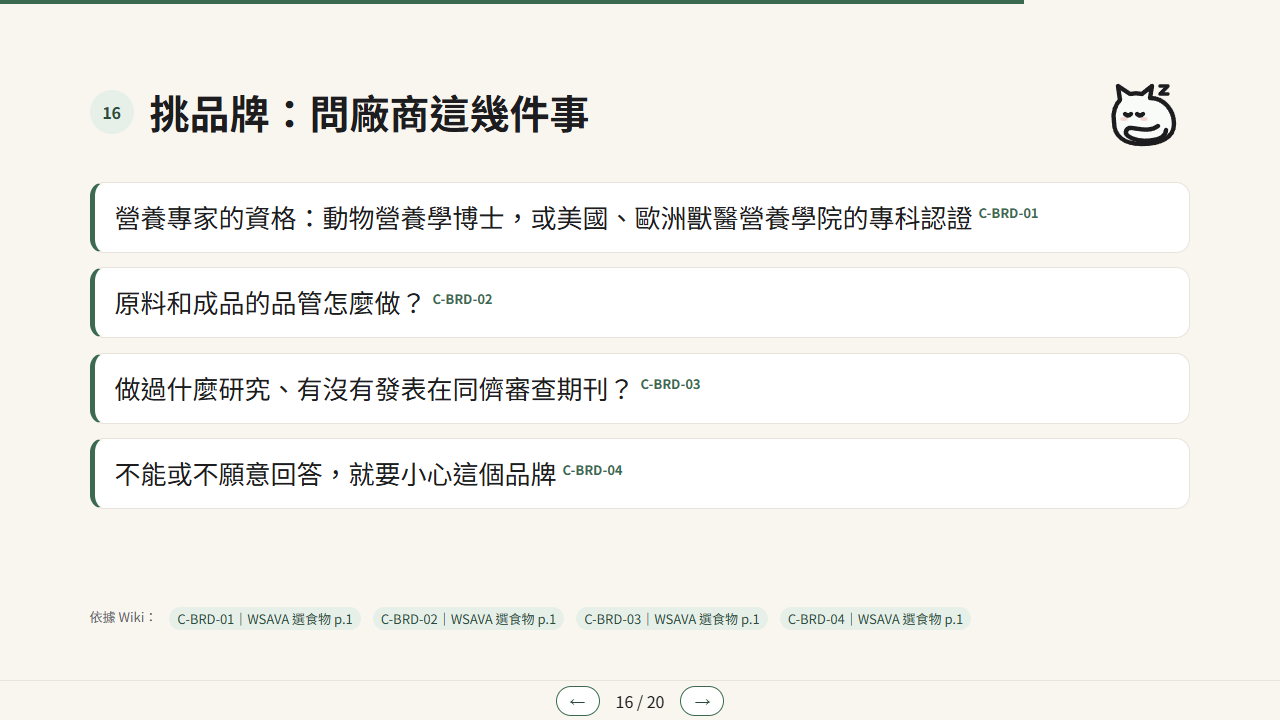 16
挑品牌：問廠商這幾件事
z
營養專家的資格：動物營養學博士，或美國、歐洲獸醫營養學院的專科認證 C-BRD-01
原料和成品的品管怎麼做？ C-BRD-02
做過什麼研究、有沒有發表在同儕審查期刊？ C-BRD-03
不能或不願意回答，就要小心這個品牌 C-BRD-04
依據 Wiki： C-BRD-01｜WSAVA 選食物 p.1 C-BRD-02｜WSAVA 選食物 p.1 C-BRD-03｜WSAVA 選食物 p.1 C-BRD-04｜WSAVA 選食物 p.1
← 16 / 20 →